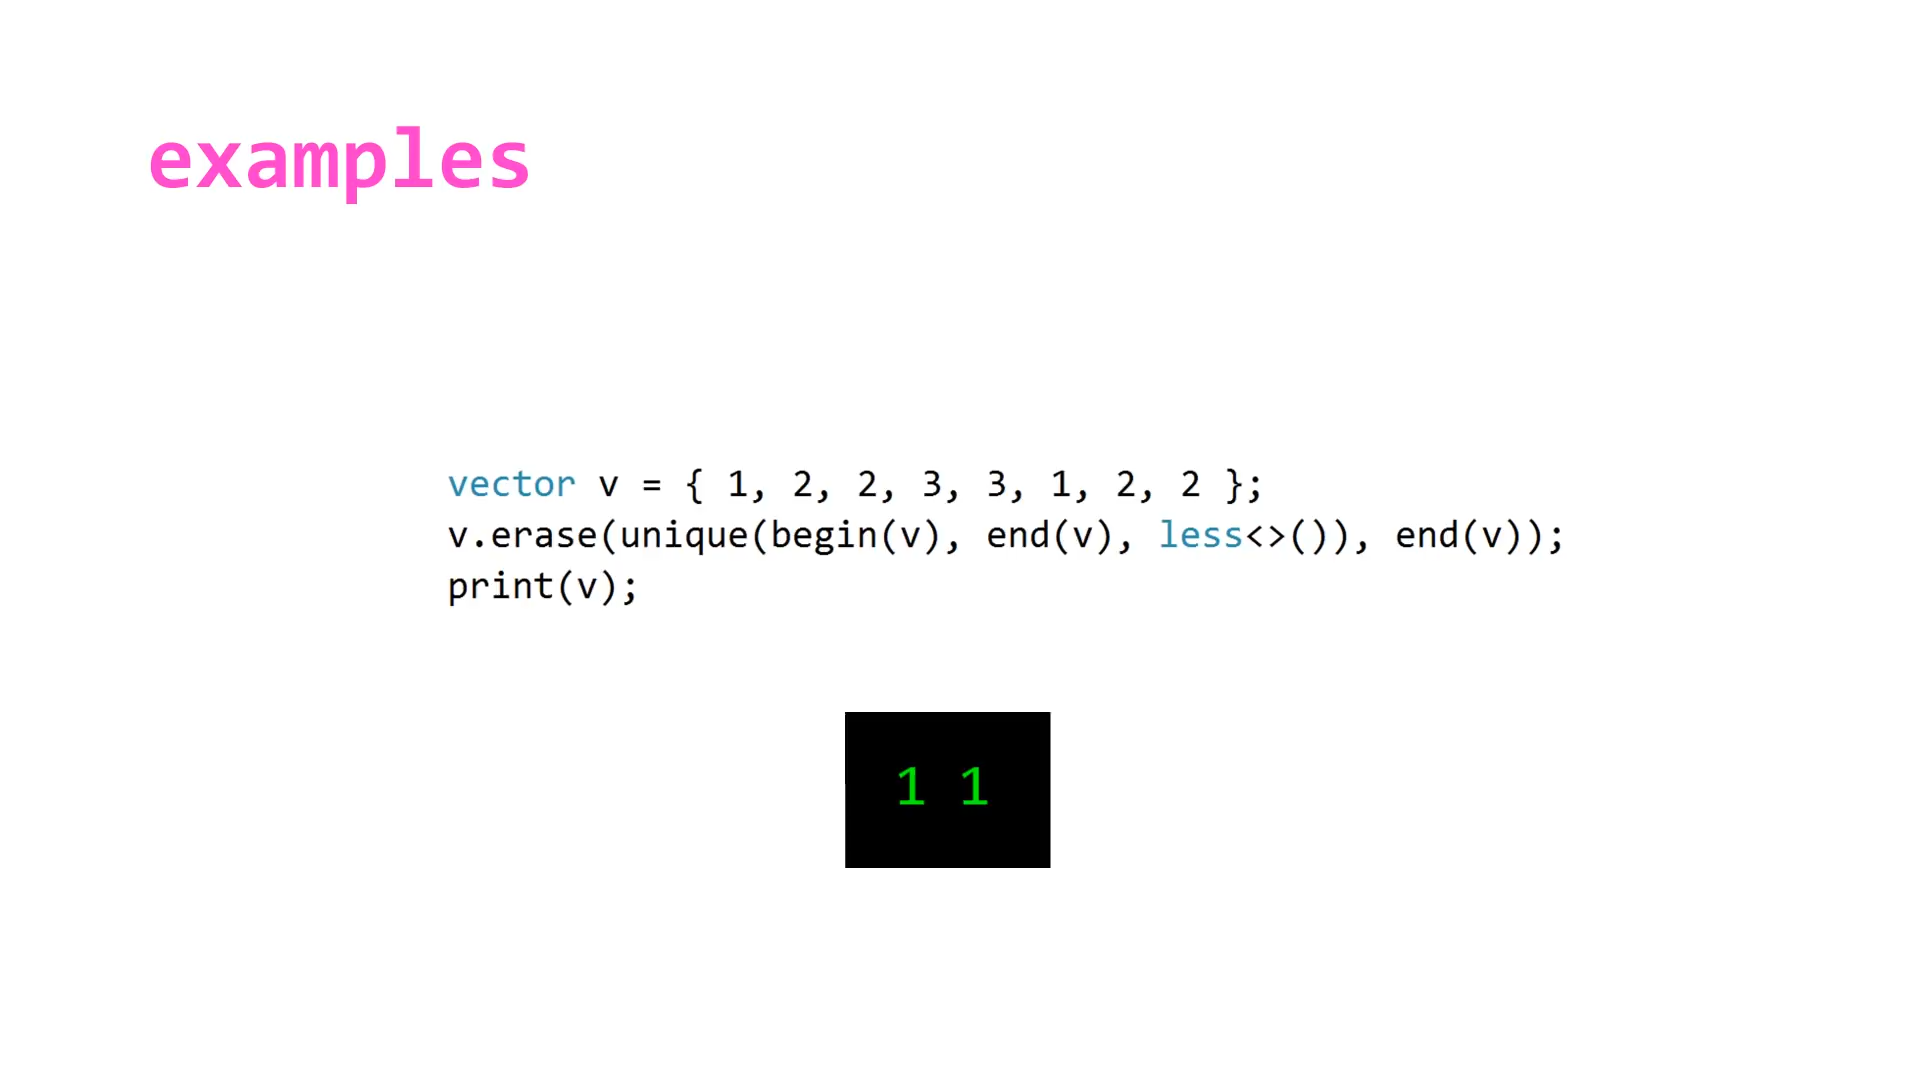 examples
vector v = { 1, 2, 2, 3, 3, 1, 2, 2 };
v.erase(unique(begin(v), end(v), less<>()), end(v));
print(v);
1 1